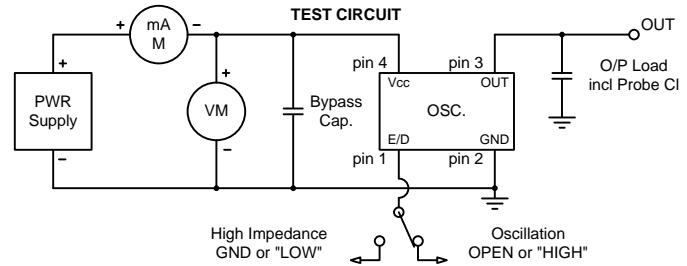 TEST CIRCUIT
+ mA M −
OUT
pin 4 pin 3
+ + Vcc OUT O/P Load
incl Probe Cl
PWR Supply
VM
Bypass Cap.
OSC.
E/D GND
− −
pin 1 pin 2
High Impedance
GND or "LOW"
Oscillation
OPEN or "HIGH"